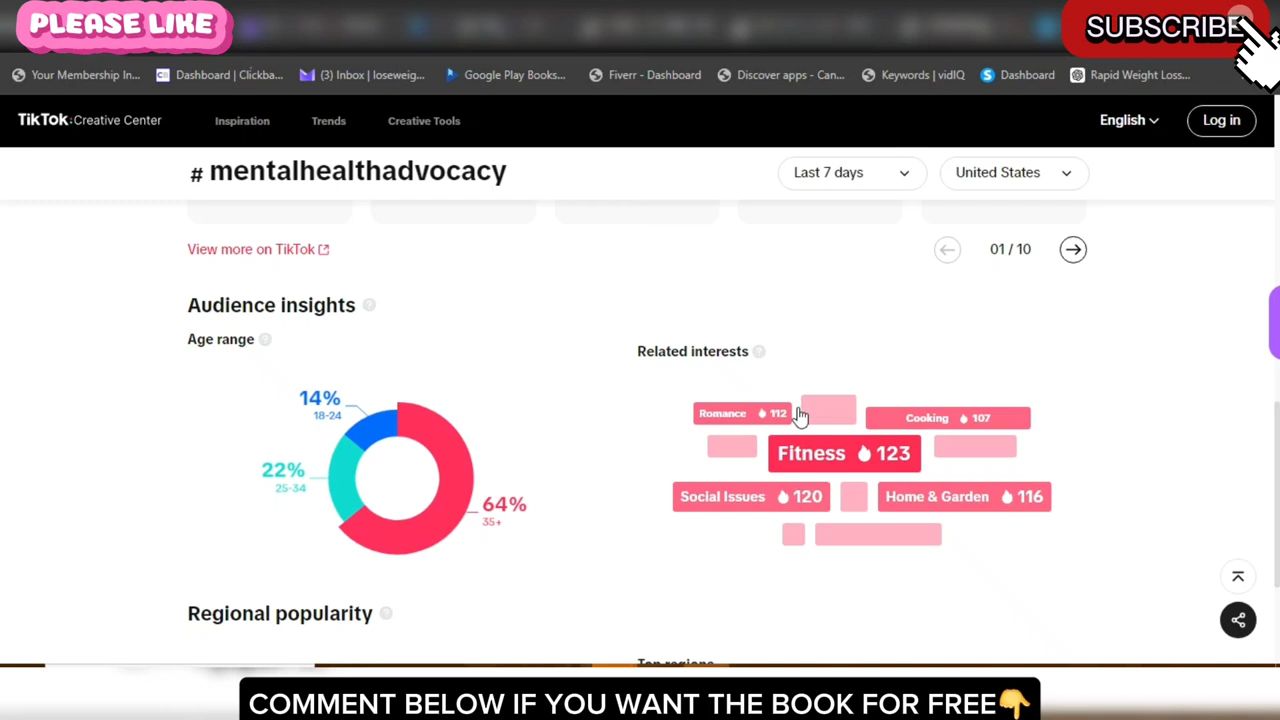 PLEASE LIKE
SUBSCRIBE
Your Membership In...
Dashboard | Clickba...
(3) Inbox | loseweig...
Google Play Books...
Fiverr - Dashboard
Discover apps - Can...
Keywords | vidIQ
Dashboard
Rapid Weight Loss...
TikTok: Creative Center
Inspiration
Trends
Creative Tools
English
Log in
# mentalhealthadvocacy
Last 7 days
United States
View more on TikTok
01 / 10
Audience insights
Age range
Related interests
14%
18-24
22%
25-34
64%
35+
Romance 112
Cooking 107
Fitness 123
Social Issues 120
Home & Garden 116
Regional popularity
Top regions
COMMENT BELOW IF YOU WANT THE BOOK FOR FREE👇